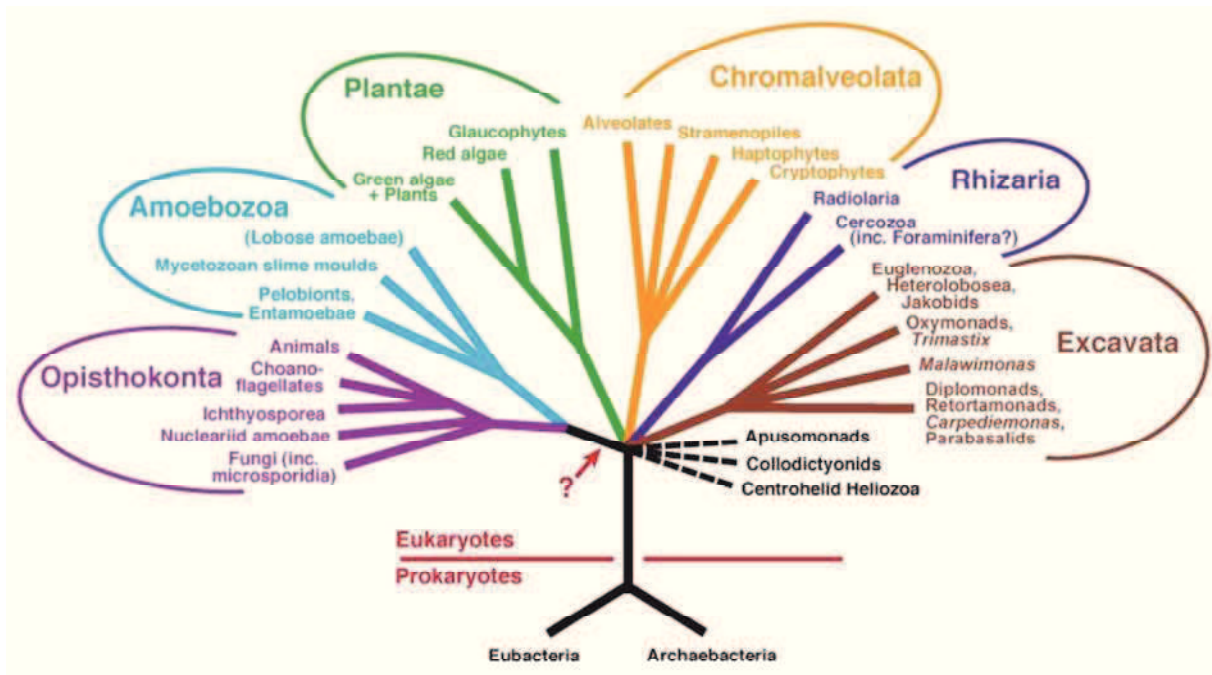 Plantae
Glaucophytes
Red algae
Green algae
+ Plants
Chromalveolata
Alveolates
Stramenopiles
Haptophytes
Cryptophytes
Amoebozoa
(Lobose amoebae)
Mycetozoan slime moulds
Pelobionts,
Entamoebae
Rhizaria
Radiolaria
Cercozoa
(inc. Foraminifera?)
Opisthokonta
Animals
Choano-
flagellates
Ichthyosporea
Nucleariid amoebae
Fungi (inc.
microsporidia)
Excavata
Euglenozoa,
Heterolobosea,
Jakobids
Oxymonads,
Trimastix
Malawimonas
Diplomonads,
Retortamonads,
Carpediemonas,
Parabasalids
Apusomonads
Collodictyonids
Centrohelid Heliozoa
?
Eukaryotes
Prokaryotes
Eubacteria
Archaebacteria